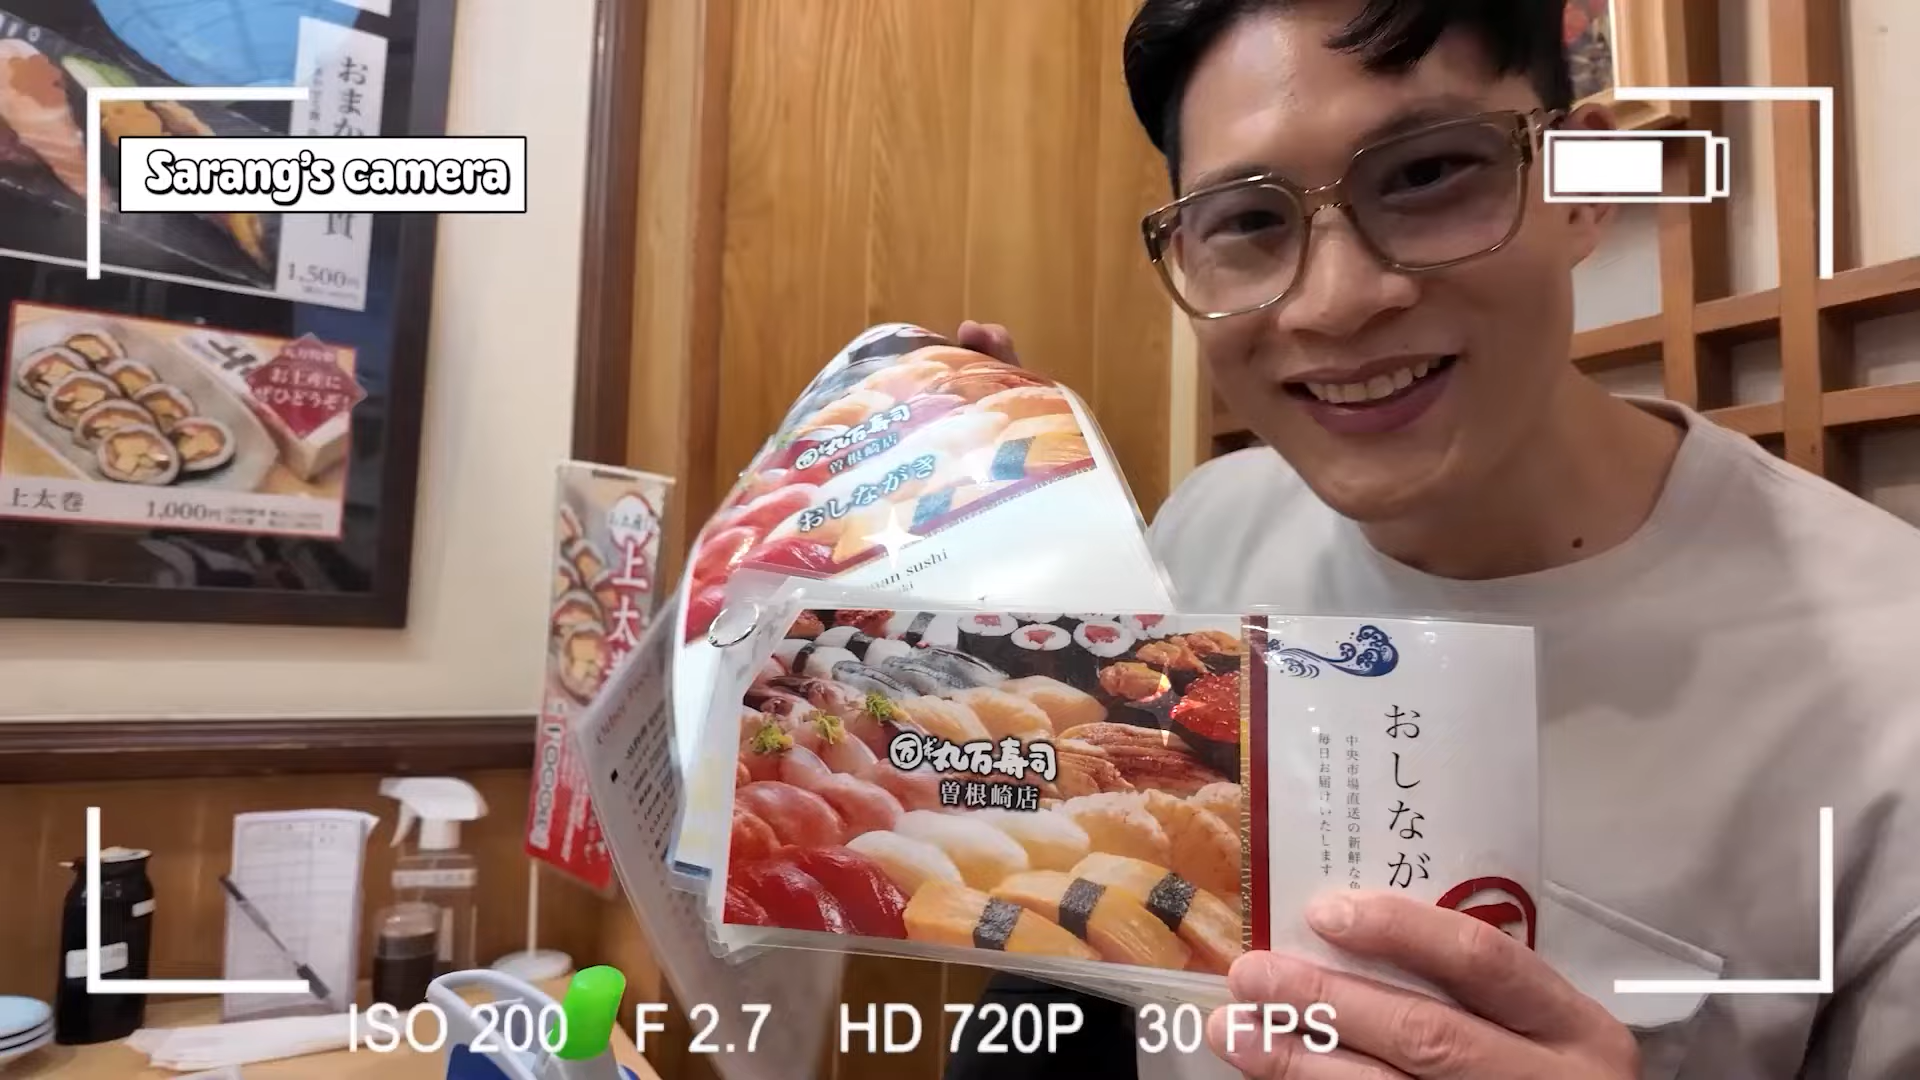 Sarang's camera
おまか
貫
1,500円
お土産に
ぜひどうぞ!
上太巻
1,000円
上太
丸万寿司
曽根崎店
おしながき
sushi
丸万寿司
曽根崎店
おしなが
中央市場直送の新鮮な魚
毎日お届けいたします
ISO 200 F 2.7 HD 720P 30 FPS